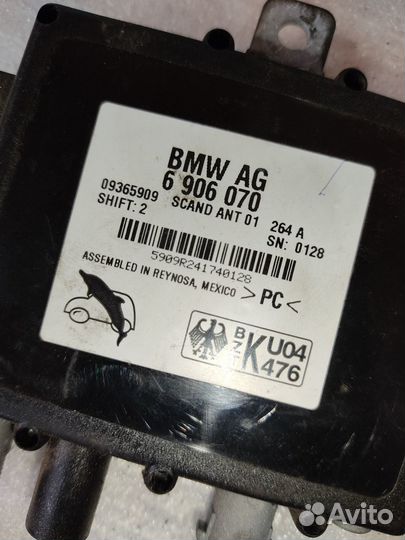 BMW AG
6 906 070
09365909 SCAND ANT 01 264 A
SHIFT: 2 SN: 0128
5909R241740128
ASSEMBLED IN REYNOSA, MEXICO >PC<
B
Z
T
K U04
476
Avito